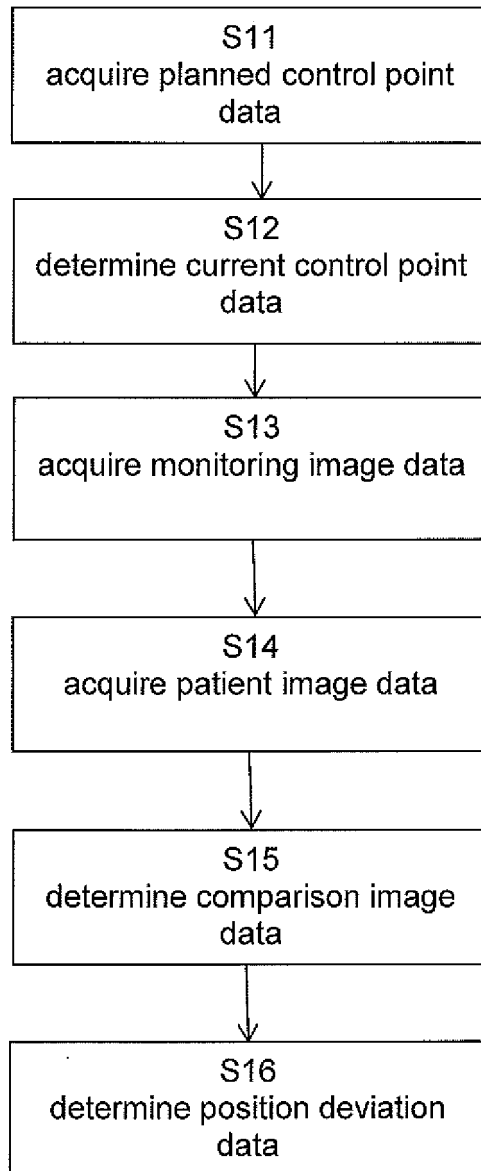 S11
acquire planned control point
data
S12
determine current control point
data
S13
acquire monitoring image data
S14
acquire patient image data
S15
determine comparison image
data
S16
determine position deviation
data